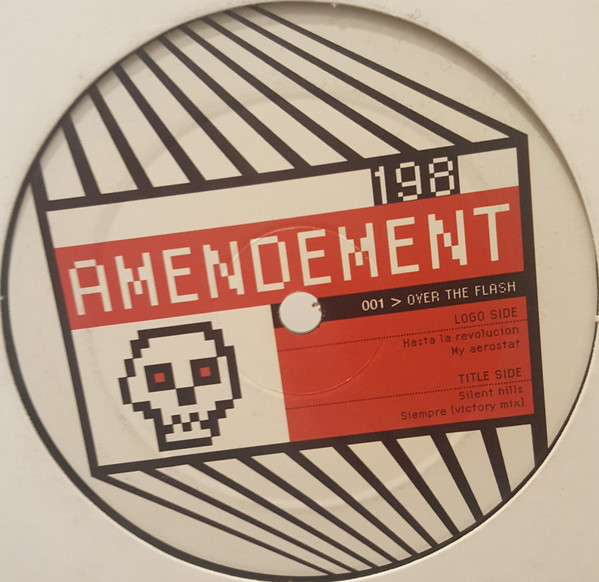 198
AMENDEMENT
001 > OVER THE FLASH
LOGO SIDE
Hasta la revolucion
My aerostat
TITLE SIDE
Silent hills
Siempre (victory mix)